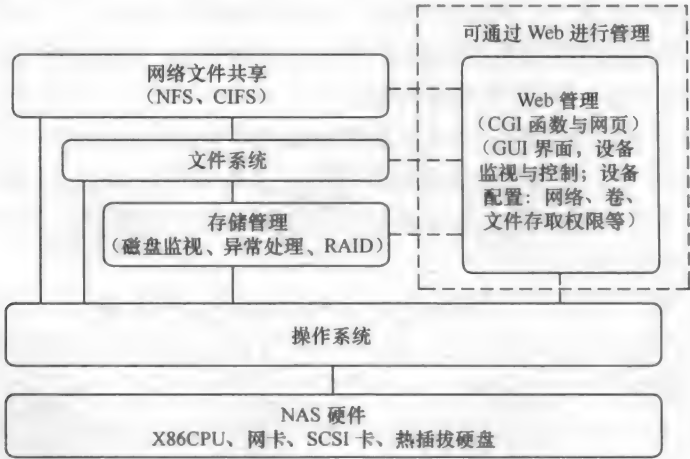 可通过 Web 进行管理
网络文件共享
（NFS、CIFS）
文件系统
存储管理
（磁盘监视、异常处理、RAID）
Web 管理
（CGI 函数与网页）
（GUI 界面，设备
监视与控制；设备
配置：网络、卷、
文件存取权限等）
操作系统
NAS 硬件
X86CPU、网卡、SCSI 卡、热插拔硬盘